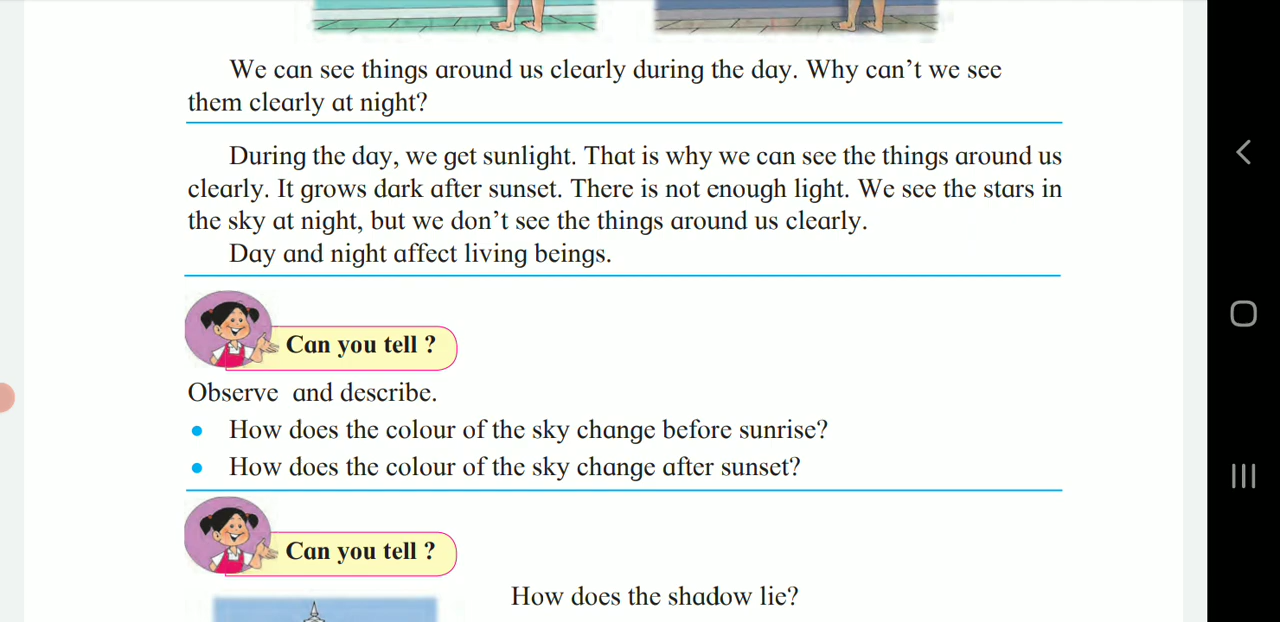 We can see things around us clearly during the day. Why can’t we see
them clearly at night?
During the day, we get sunlight. That is why we can see the things around us
clearly. It grows dark after sunset. There is not enough light. We see the stars in
the sky at night, but we don’t see the things around us clearly.
Day and night affect living beings.
Can you tell ?
Observe and describe.
• How does the colour of the sky change before sunrise?
• How does the colour of the sky change after sunset?
Can you tell ?
How does the shadow lie?